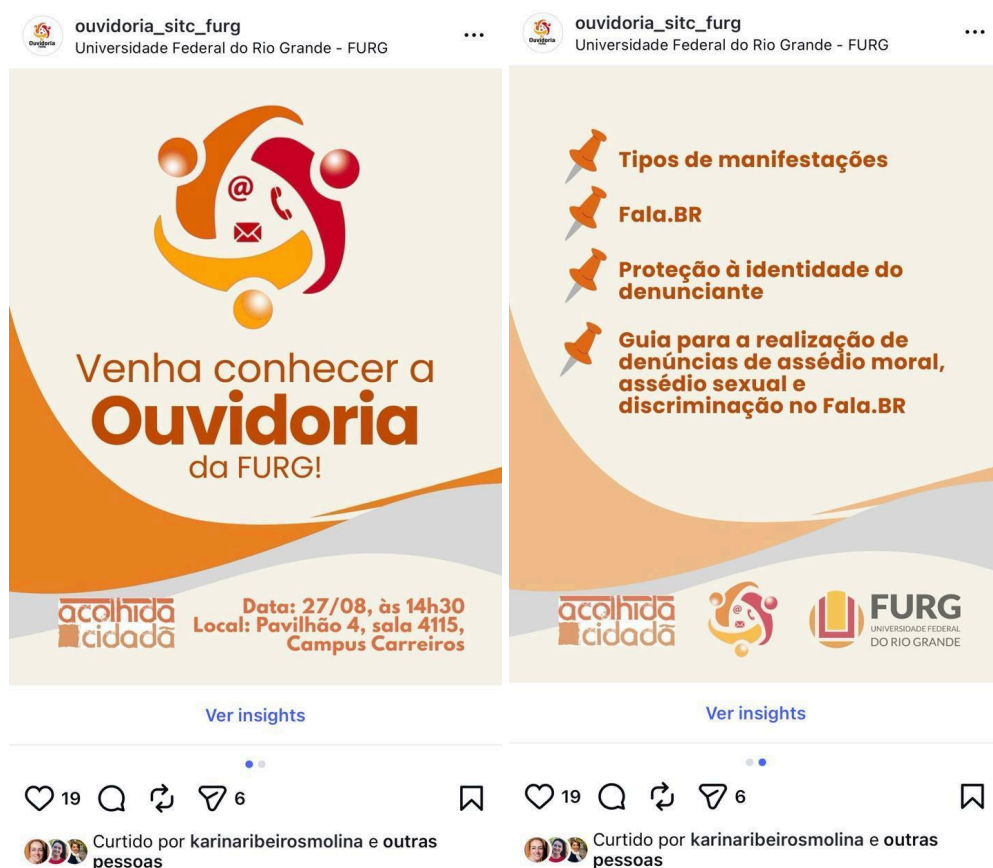 ouvidoria_sitc_furg
Universidade Federal do Rio Grande - FURG
Ouvidoria
@
Venha conhecer a
Ouvidoria
da FURG!
acolhida
cidadã
Data: 27/08, às 14h30
Local: Pavilhão 4, sala 4115,
Campus Carreiros
Ver insights
19
6
Curtido por karinaribeirosmolina e outras
pessoas
ouvidoria_sitc_furg
Universidade Federal do Rio Grande - FURG
Ouvidoria
Tipos de manifestações
Fala.BR
Proteção à identidade do
denunciante
Guia para a realização de
denúncias de assédio moral,
assédio sexual e
discriminação no Fala.BR
acolhida
cidadã
@
FURG
UNIVERSIDADE FEDERAL
DO RIO GRANDE
Ver insights
19
6
Curtido por karinaribeirosmolina e outras
pessoas